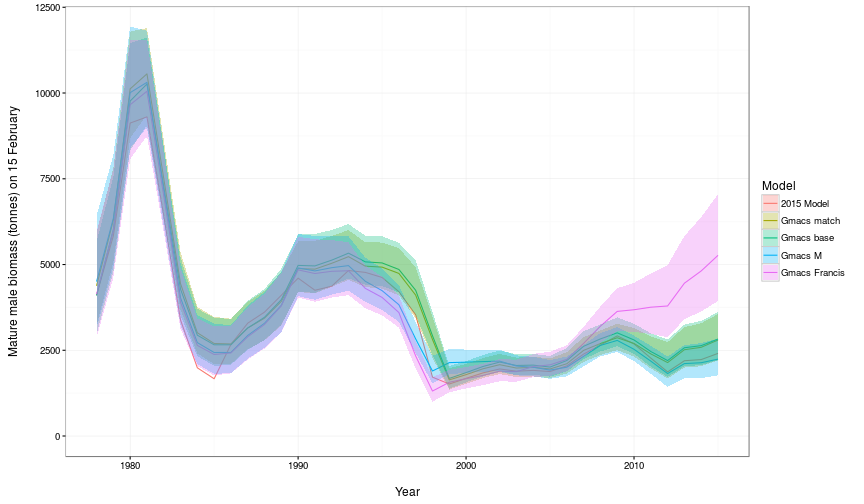 Mature male biomass (tonnes) on 15 February
12500
10000
7500
5000
2500
0
1980
1990
2000
2010
Year
Model
2015 Model
Gmacs match
Gmacs base
Gmacs M
Gmacs Francis